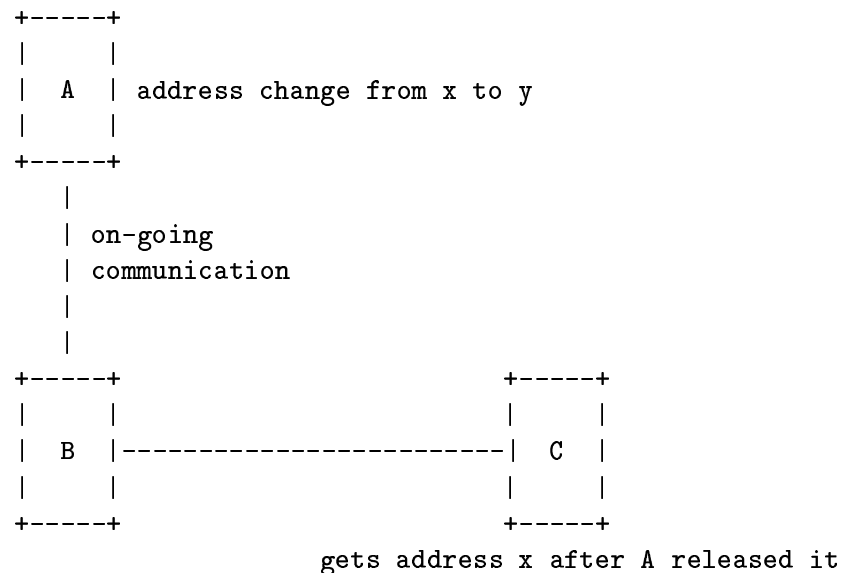 +-----+
|     |
|  A  | address change from x to y
|     |
+-----+
   |
   | on-going
   | communication
   |
   |
+-----+                         +-----+
|     |                         |     |
|  B  |-------------------------|  C  |
|     |                         |     |
+-----+                         +-----+
                    gets address x after A released it